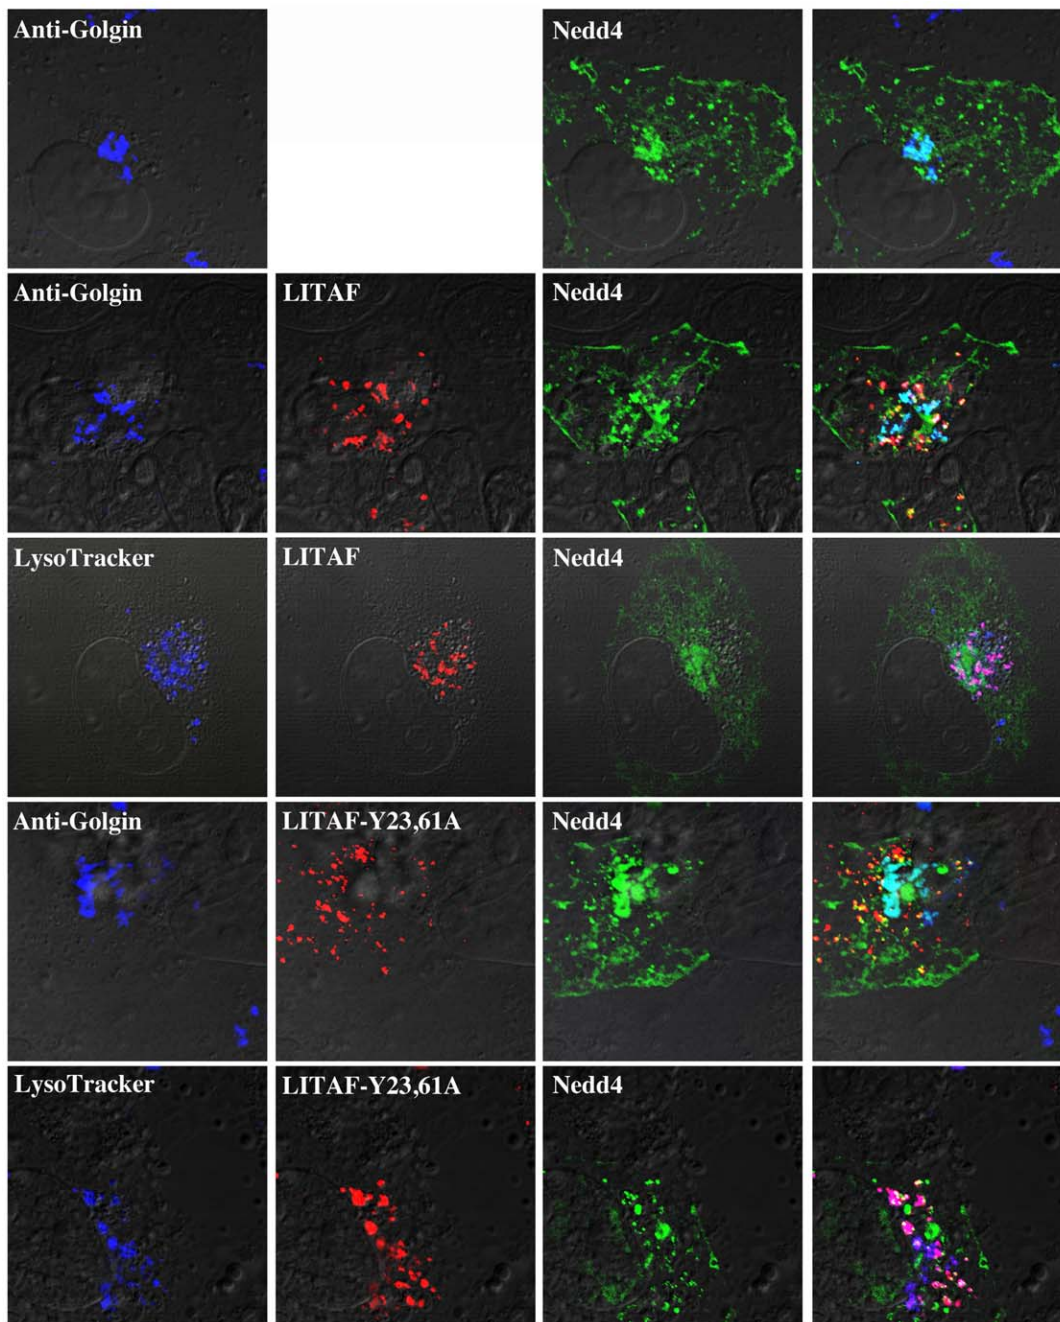 Anti-Golgin
Nedd4
Anti-Golgin
LITAF
Nedd4
LysoTracker
LITAF
Nedd4
Anti-Golgin
LITAF-Y23,61A
Nedd4
LysoTracker
LITAF-Y23,61A
Nedd4